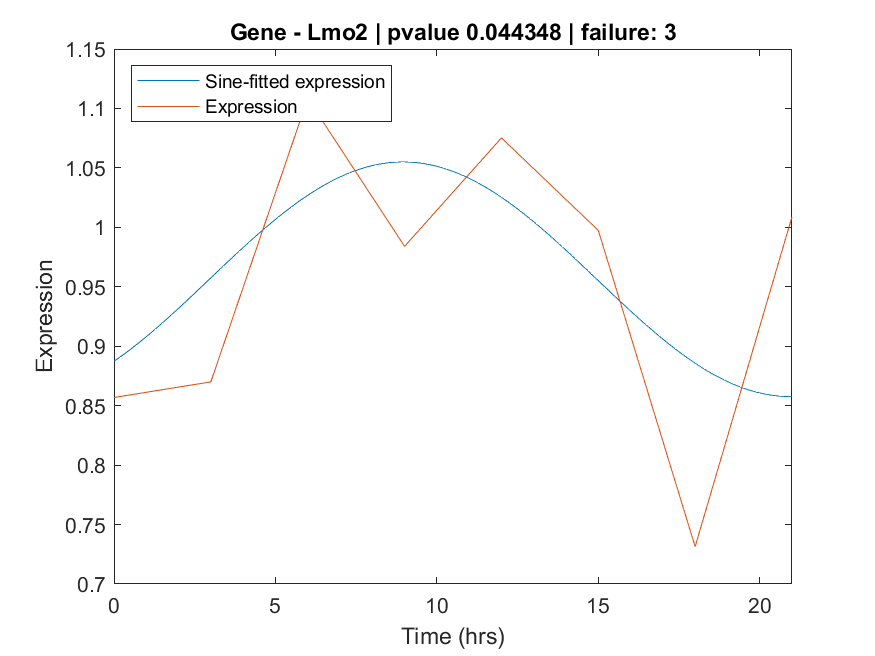 Gene - Lmo2 | pvalue 0.044348 | failure: 3
1.15
1.1
1.05
1
0.95
0.9
0.85
0.8
0.75
0.7
Expression
Sine-fitted expression
Expression
0 5 10 15 20
Time (hrs)